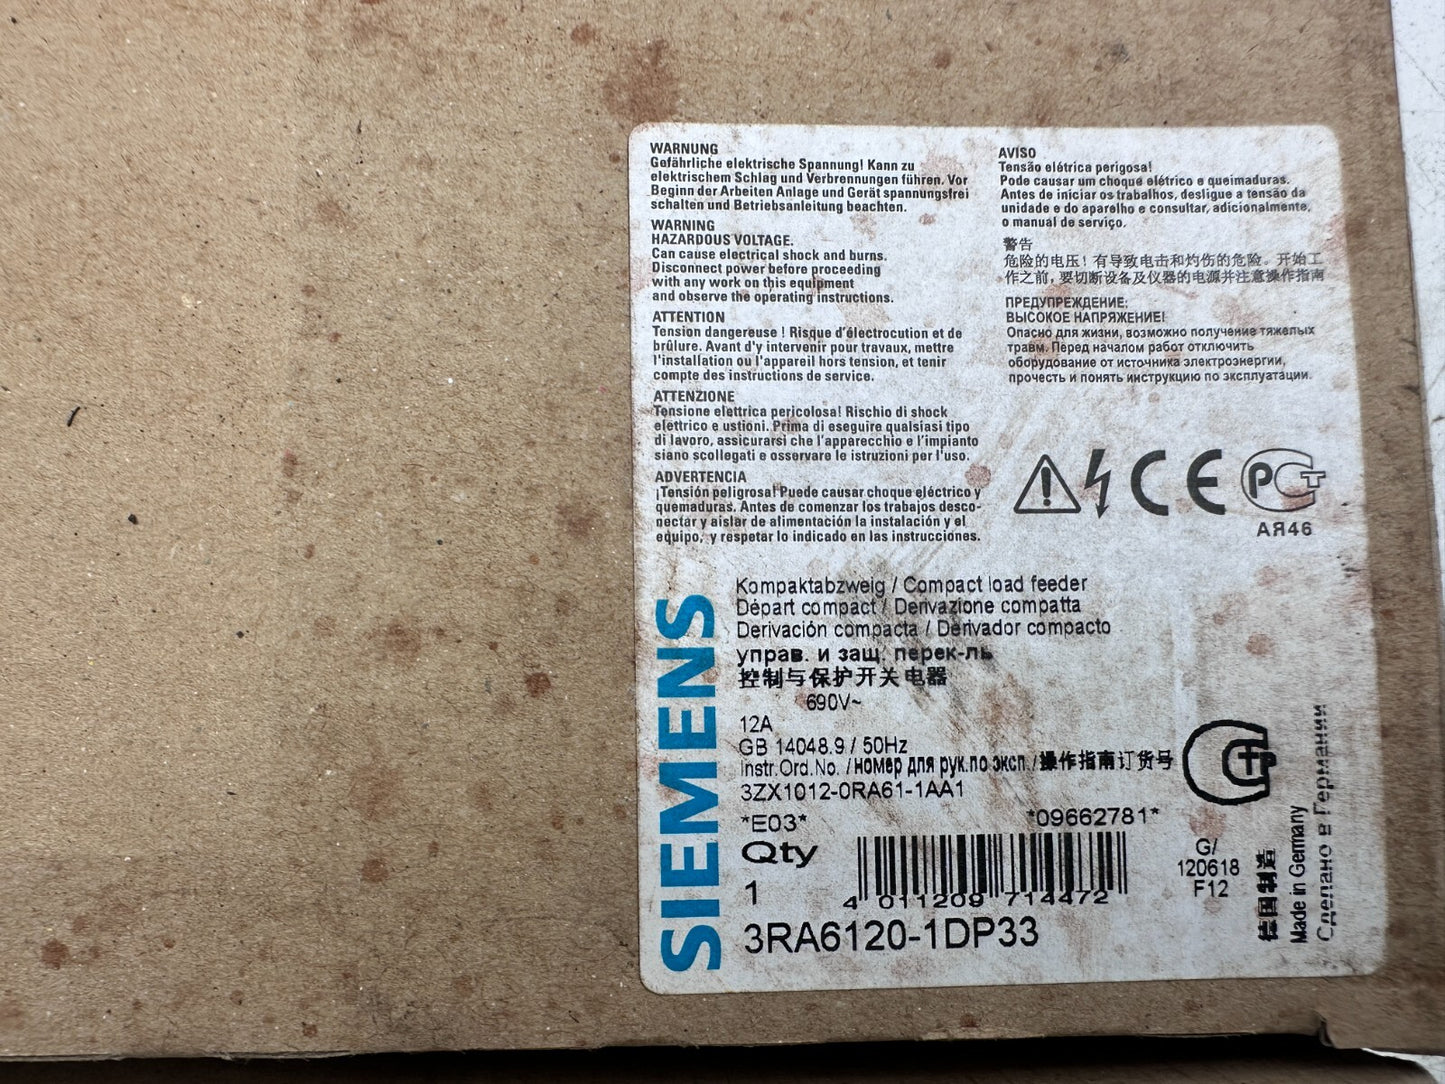 WARNUNG
Gefährliche elektrische Spannung! Kann zu
elektrischem Schlag und Verbrennungen führen. Vor
Beginn der Arbeiten Anlage und Gerät spannungsfrei
schalten und Betriebsanleitung beachten.
WARNING
HAZARDOUS VOLTAGE.
Can cause electrical shock and burns.
Disconnect power before proceeding
with any work on this equipment
and observe the operating instructions.
ATTENTION
Tension dangereuse ! Risque d'électrocution et de
brûlure. Avant d'y intervenir pour travaux, mettre
l'installation ou l'appareil hors tension, et tenir
compte des instructions de service.
ATTENZIONE
Tensione elettrica pericolosa! Rischio di shock
elettrico e ustioni. Prima di eseguire qualsiasi tipo
di lavoro, assicurarsi che l'apparecchio e l'impianto
siano scollegati e osservare le istruzioni per l'uso.
ADVERTENCIA
¡Tensión peligrosa! Puede causar choque eléctrico y
quemaduras. Antes de comenzar los trabajos desco-
nectar y aislar de alimentación la instalación y el
equipo, y respetar lo indicado en las instrucciones.
AVISO
Tensão elétrica perigosa!
Pode causar um choque elétrico e queimaduras.
Antes de iniciar os trabalhos, desligue a tensão da
unidade e do aparelho e consultar, adicionalmente,
o manual de serviço.
警告
危险的电压！有导致电击和灼伤的危险。开始工
作之前，要切断设备及仪器的电源并注意操作指南
ПРЕДУПРЕЖДЕНИЕ:
ВЫСОКОЕ НАПРЯЖЕНИЕ!
Опасно для жизни, возможно получение тяжелых
травм. Перед началом работ отключить
оборудование от источника электроэнергии,
прочесть и понять инструкцию по эксплуатации.
CE
РСТ
АЯ46
SIEMENS
Kompaktabzweig / Compact load feeder
Départ compact / Derivazione compatta
Derivación compacta / Derivador compacto
управ. и защ. перек-ль
控制与保护开关电器
690V~
12A
GB 14048.9 / 50Hz
Instr.Ord.No. / номер для рук.по эксп. / 操作指南订货号
3ZX1012-0RA61-1AA1
*E03*
*09662781*
Qty
1
4 011209 714472
3RA6120-1DP33
G/
120618
F12
德国制造
Made in Germany
Сделано в Германии